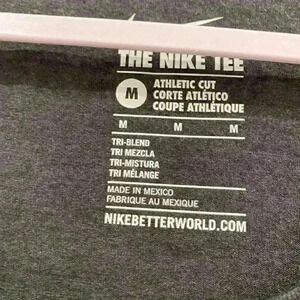 THE NIKE TEE
M
ATHLETIC CUT
CORTE ATLÉTICO
COUPE ATHLÉTIQUE
M M M
TRI-BLEND
TRI MEZCLA
TRI-MISTURA
TRI MÉLANGE
MADE IN MEXICO
FABRIQUE AU MEXIQUE
NIKEBETTERWORLD.COM